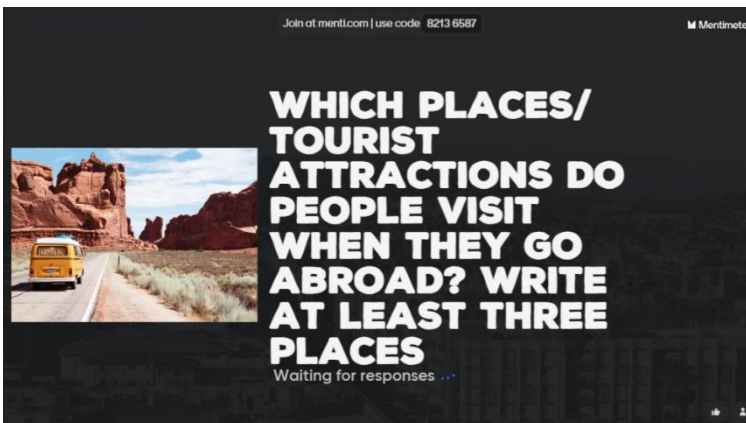 Join at menti.com | use code 8213 6587
Mentimete
WHICH PLACES/
TOURIST
ATTRACTIONS DO
PEOPLE VISIT
WHEN THEY GO
ABROAD? WRITE
AT LEAST THREE
PLACES
Waiting for responses ...